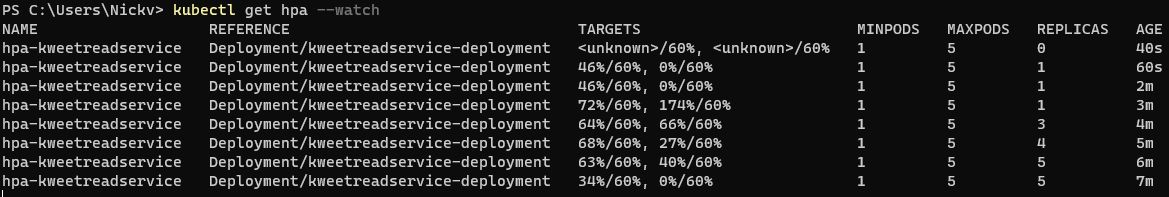 PS C:\Users\Nickv> kubectl get hpa --watch
NAME REFERENCE TARGETS MINPODS MAXPODS REPLICAS AGE
hpa-kweetreadservice Deployment/kweetreadservice-deployment <unknown>/60%, <unknown>/60% 1 5 0 40s
hpa-kweetreadservice Deployment/kweetreadservice-deployment 46%/60%, 0%/60% 1 5 1 60s
hpa-kweetreadservice Deployment/kweetreadservice-deployment 46%/60%, 0%/60% 1 5 1 2m
hpa-kweetreadservice Deployment/kweetreadservice-deployment 72%/60%, 174%/60% 1 5 1 3m
hpa-kweetreadservice Deployment/kweetreadservice-deployment 64%/60%, 66%/60% 1 5 3 4m
hpa-kweetreadservice Deployment/kweetreadservice-deployment 68%/60%, 27%/60% 1 5 4 5m
hpa-kweetreadservice Deployment/kweetreadservice-deployment 63%/60%, 40%/60% 1 5 5 6m
hpa-kweetreadservice Deployment/kweetreadservice-deployment 34%/60%, 0%/60% 1 5 5 7m